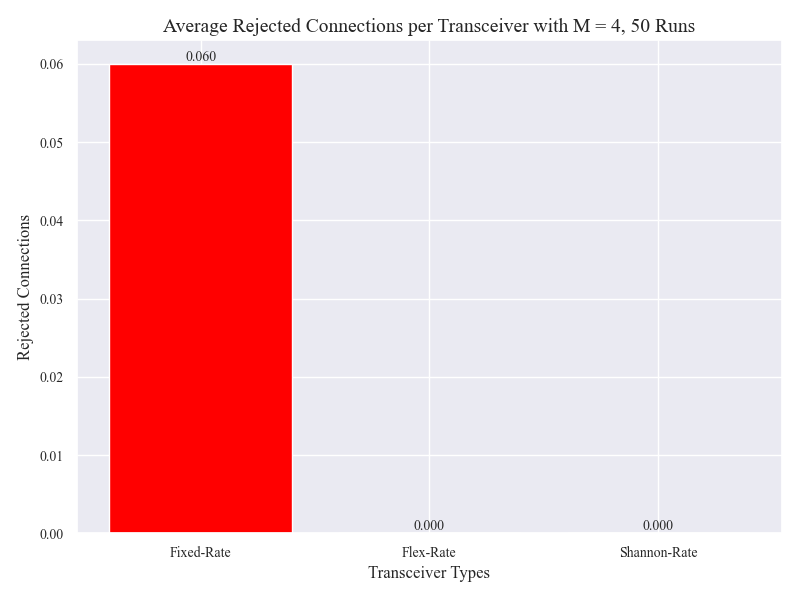 Average Rejected Connections per Transceiver with M = 4, 50 Runs
0.060
0.06
0.05
0.04
0.03
0.02
0.01
0.00
Rejected Connections
0.000
0.000
Fixed-Rate
Flex-Rate
Shannon-Rate
Transceiver Types